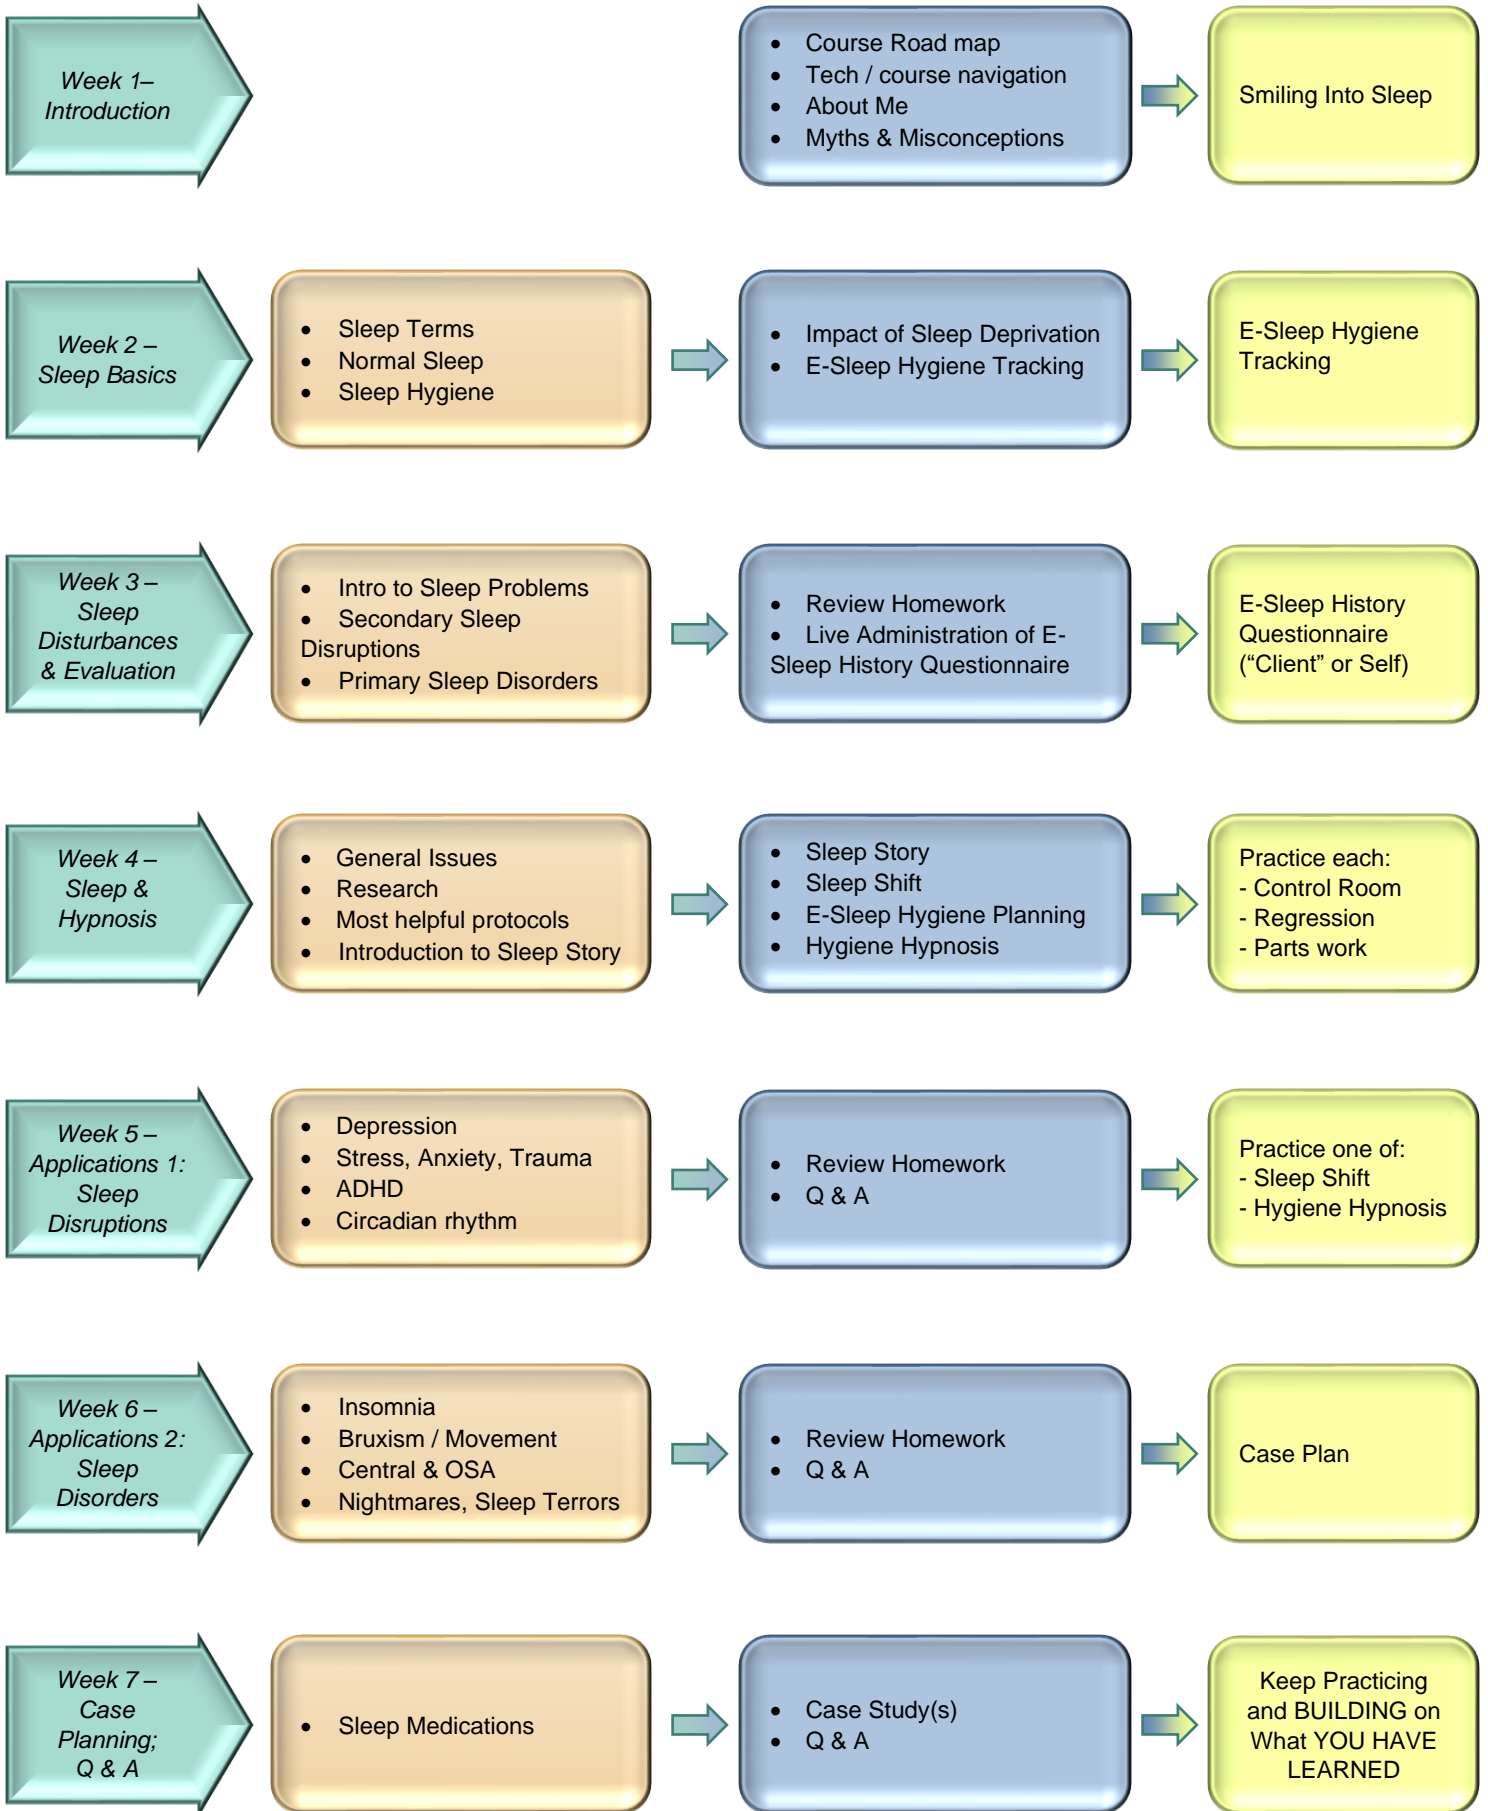 Week 1–
Introduction
• Course Road map
• Tech / course navigation
• About Me
• Myths & Misconceptions
Smiling Into Sleep
Week 2 –
Sleep Basics
• Sleep Terms
• Normal Sleep
• Sleep Hygiene
• Impact of Sleep Deprivation
• E-Sleep Hygiene Tracking
E-Sleep Hygiene
Tracking
Week 3 –
Sleep
Disturbances
& Evaluation
• Intro to Sleep Problems
• Secondary Sleep
Disruptions
• Primary Sleep Disorders
• Review Homework
• Live Administration of E-
Sleep History Questionnaire
E-Sleep History
Questionnaire
(“Client” or Self)
Week 4 –
Sleep &
Hypnosis
• General Issues
• Research
• Most helpful protocols
• Introduction to Sleep Story
• Sleep Story
• Sleep Shift
• E-Sleep Hygiene Planning
• Hygiene Hypnosis
Practice each:
- Control Room
- Regression
- Parts work
Week 5 –
Applications 1:
Sleep
Disruptions
• Depression
• Stress, Anxiety, Trauma
• ADHD
• Circadian rhythm
• Review Homework
• Q & A
Practice one of:
- Sleep Shift
- Hygiene Hypnosis
Week 6 –
Applications 2:
Sleep
Disorders
• Insomnia
• Bruxism / Movement
• Central & OSA
• Nightmares, Sleep Terrors
• Review Homework
• Q & A
Case Plan
Week 7 –
Case
Planning;
Q & A
• Sleep Medications
• Case Study(s)
• Q & A
Keep Practicing
and BUILDING on
What YOU HAVE
LEARNED